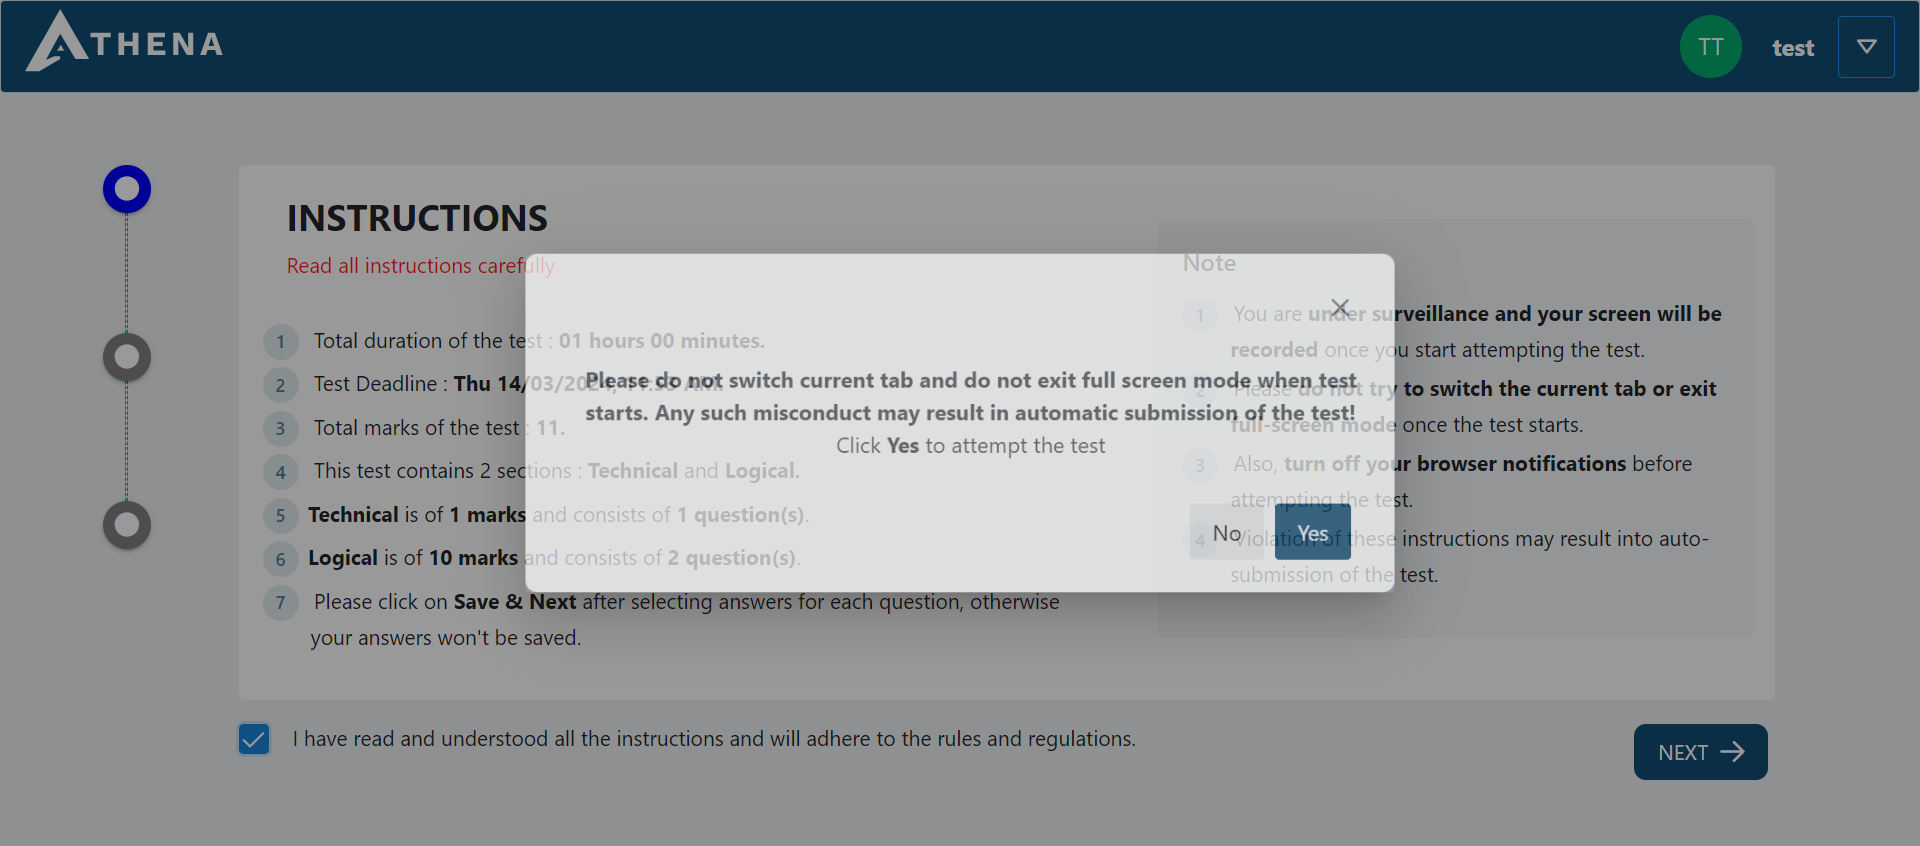 ATHENA
TT
test
INSTRUCTIONS
Read all instructions carefully
1 Total duration of the test : 01 hours 00 minutes.
2 Test Deadline : Thu 14/03/2024, AM.
3 Total marks of the test : 11.
4 This test contains 2 sections : Technical and Logical.
5 Technical is of 1 marks and consists of 1 question(s).
6 Logical is of 10 marks and consists of 2 question(s).
7 Please click on Save & Next after selecting answers for each question, otherwise
your answers won't be saved.
Note
1 You are under surveillance and your screen will be
recorded once you start attempting the test.
2 Please do not try to switch the current tab or exit
full-screen mode once the test starts.
3 Also, turn off your browser notifications before
attempting the test.
4 Violation of these instructions may result into auto-
submission of the test.
Please do not switch current tab and do not exit full screen mode when test
starts. Any such misconduct may result in automatic submission of the test!
Click Yes to attempt the test
No
Yes
I have read and understood all the instructions and will adhere to the rules and regulations.
NEXT